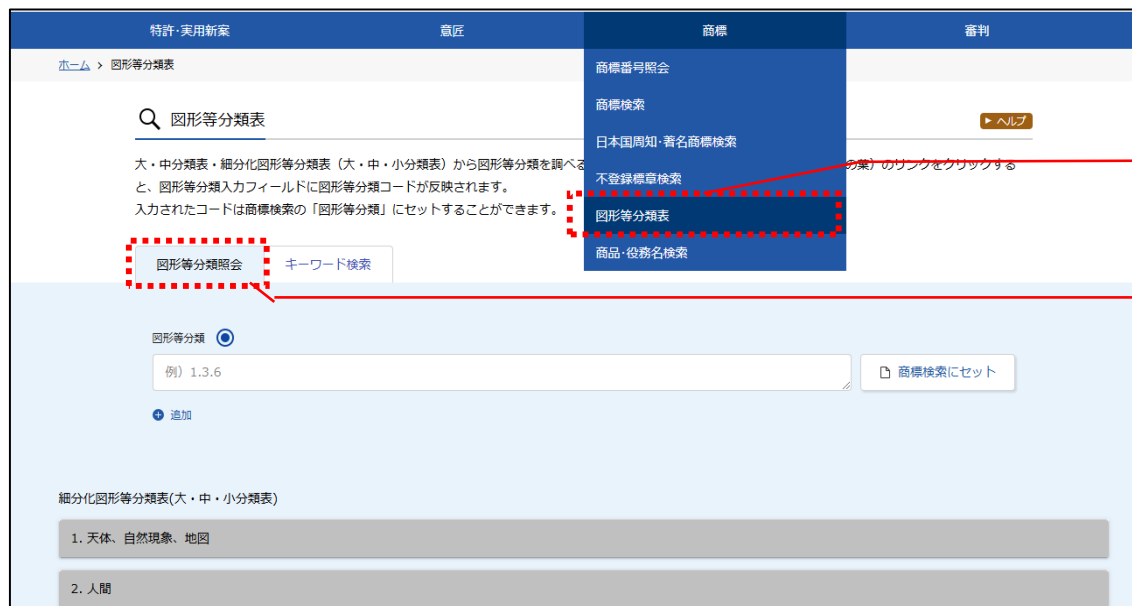 特許・実用新案 意匠 商標 審判
ホーム > 図形等分類表
商標番号照会
商標検索
日本国周知・著名商標検索
不登録標章検索
図形等分類表
商品・役務名検索
図形等分類表
ヘルプ
大・中分類表・細分化図形等分類表（大・中・小分類表）から図形等分類を調べる の葉）のリンクをクリックする
と、図形等分類入力フィールドに図形等分類コードが反映されます。
入力されたコードは商標検索の「図形等分類」にセットすることができます。
図形等分類照会 キーワード検索
図形等分類
例）1.3.6 商標検索にセット
追加
細分化図形等分類表(大・中・小分類表)
1. 天体、自然現象、地図
2. 人間